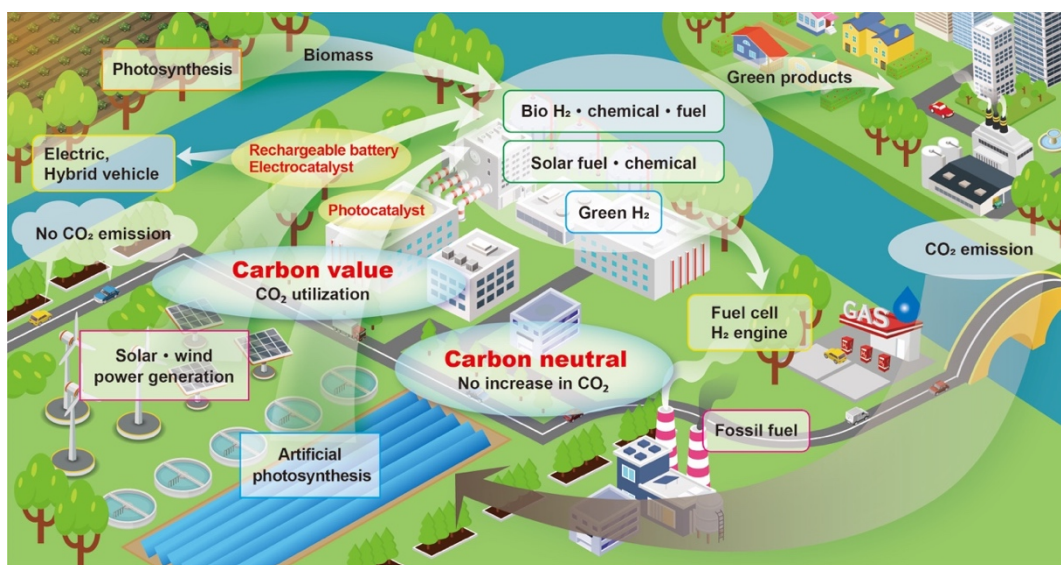 Photosynthesis
Biomass
Green products
Bio H₂・chemical・fuel
Electric,
Hybrid vehicle
Rechargeable battery
Electrocatalyst
Solar fuel・chemical
Photocatalyst
Green H₂
No CO₂ emission
CO₂ emission
Carbon value
CO₂ utilization
Fuel cell
H₂ engine
GAS
Solar・wind
power generation
Carbon neutral
No increase in CO₂
Fossil fuel
Artificial
photosynthesis